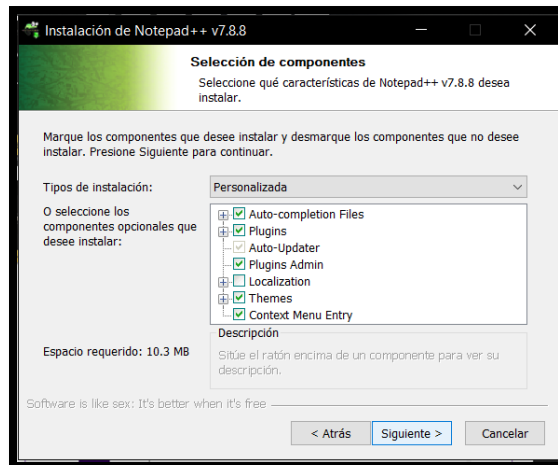 Instalación de Notepad++ v7.8.8
Selección de componentes
Seleccione qué características de Notepad++ v7.8.8 desea
instalar.
Marque los componentes que desee instalar y desmarque los componentes que no desee
instalar. Presione Siguiente para continuar.
Tipos de instalación:
Personalizada
O seleccione los
componentes opcionales que
desee instalar:
Auto-completion Files
Plugins
Auto-Updater
Plugins Admin
Localization
Themes
Context Menu Entry
Espacio requerido: 10.3 MB
Descripción
Sitúe el ratón encima de un componente para ver su
descripción.
Software is like sex: It's better when it's free
< Atrás
Siguiente >
Cancelar